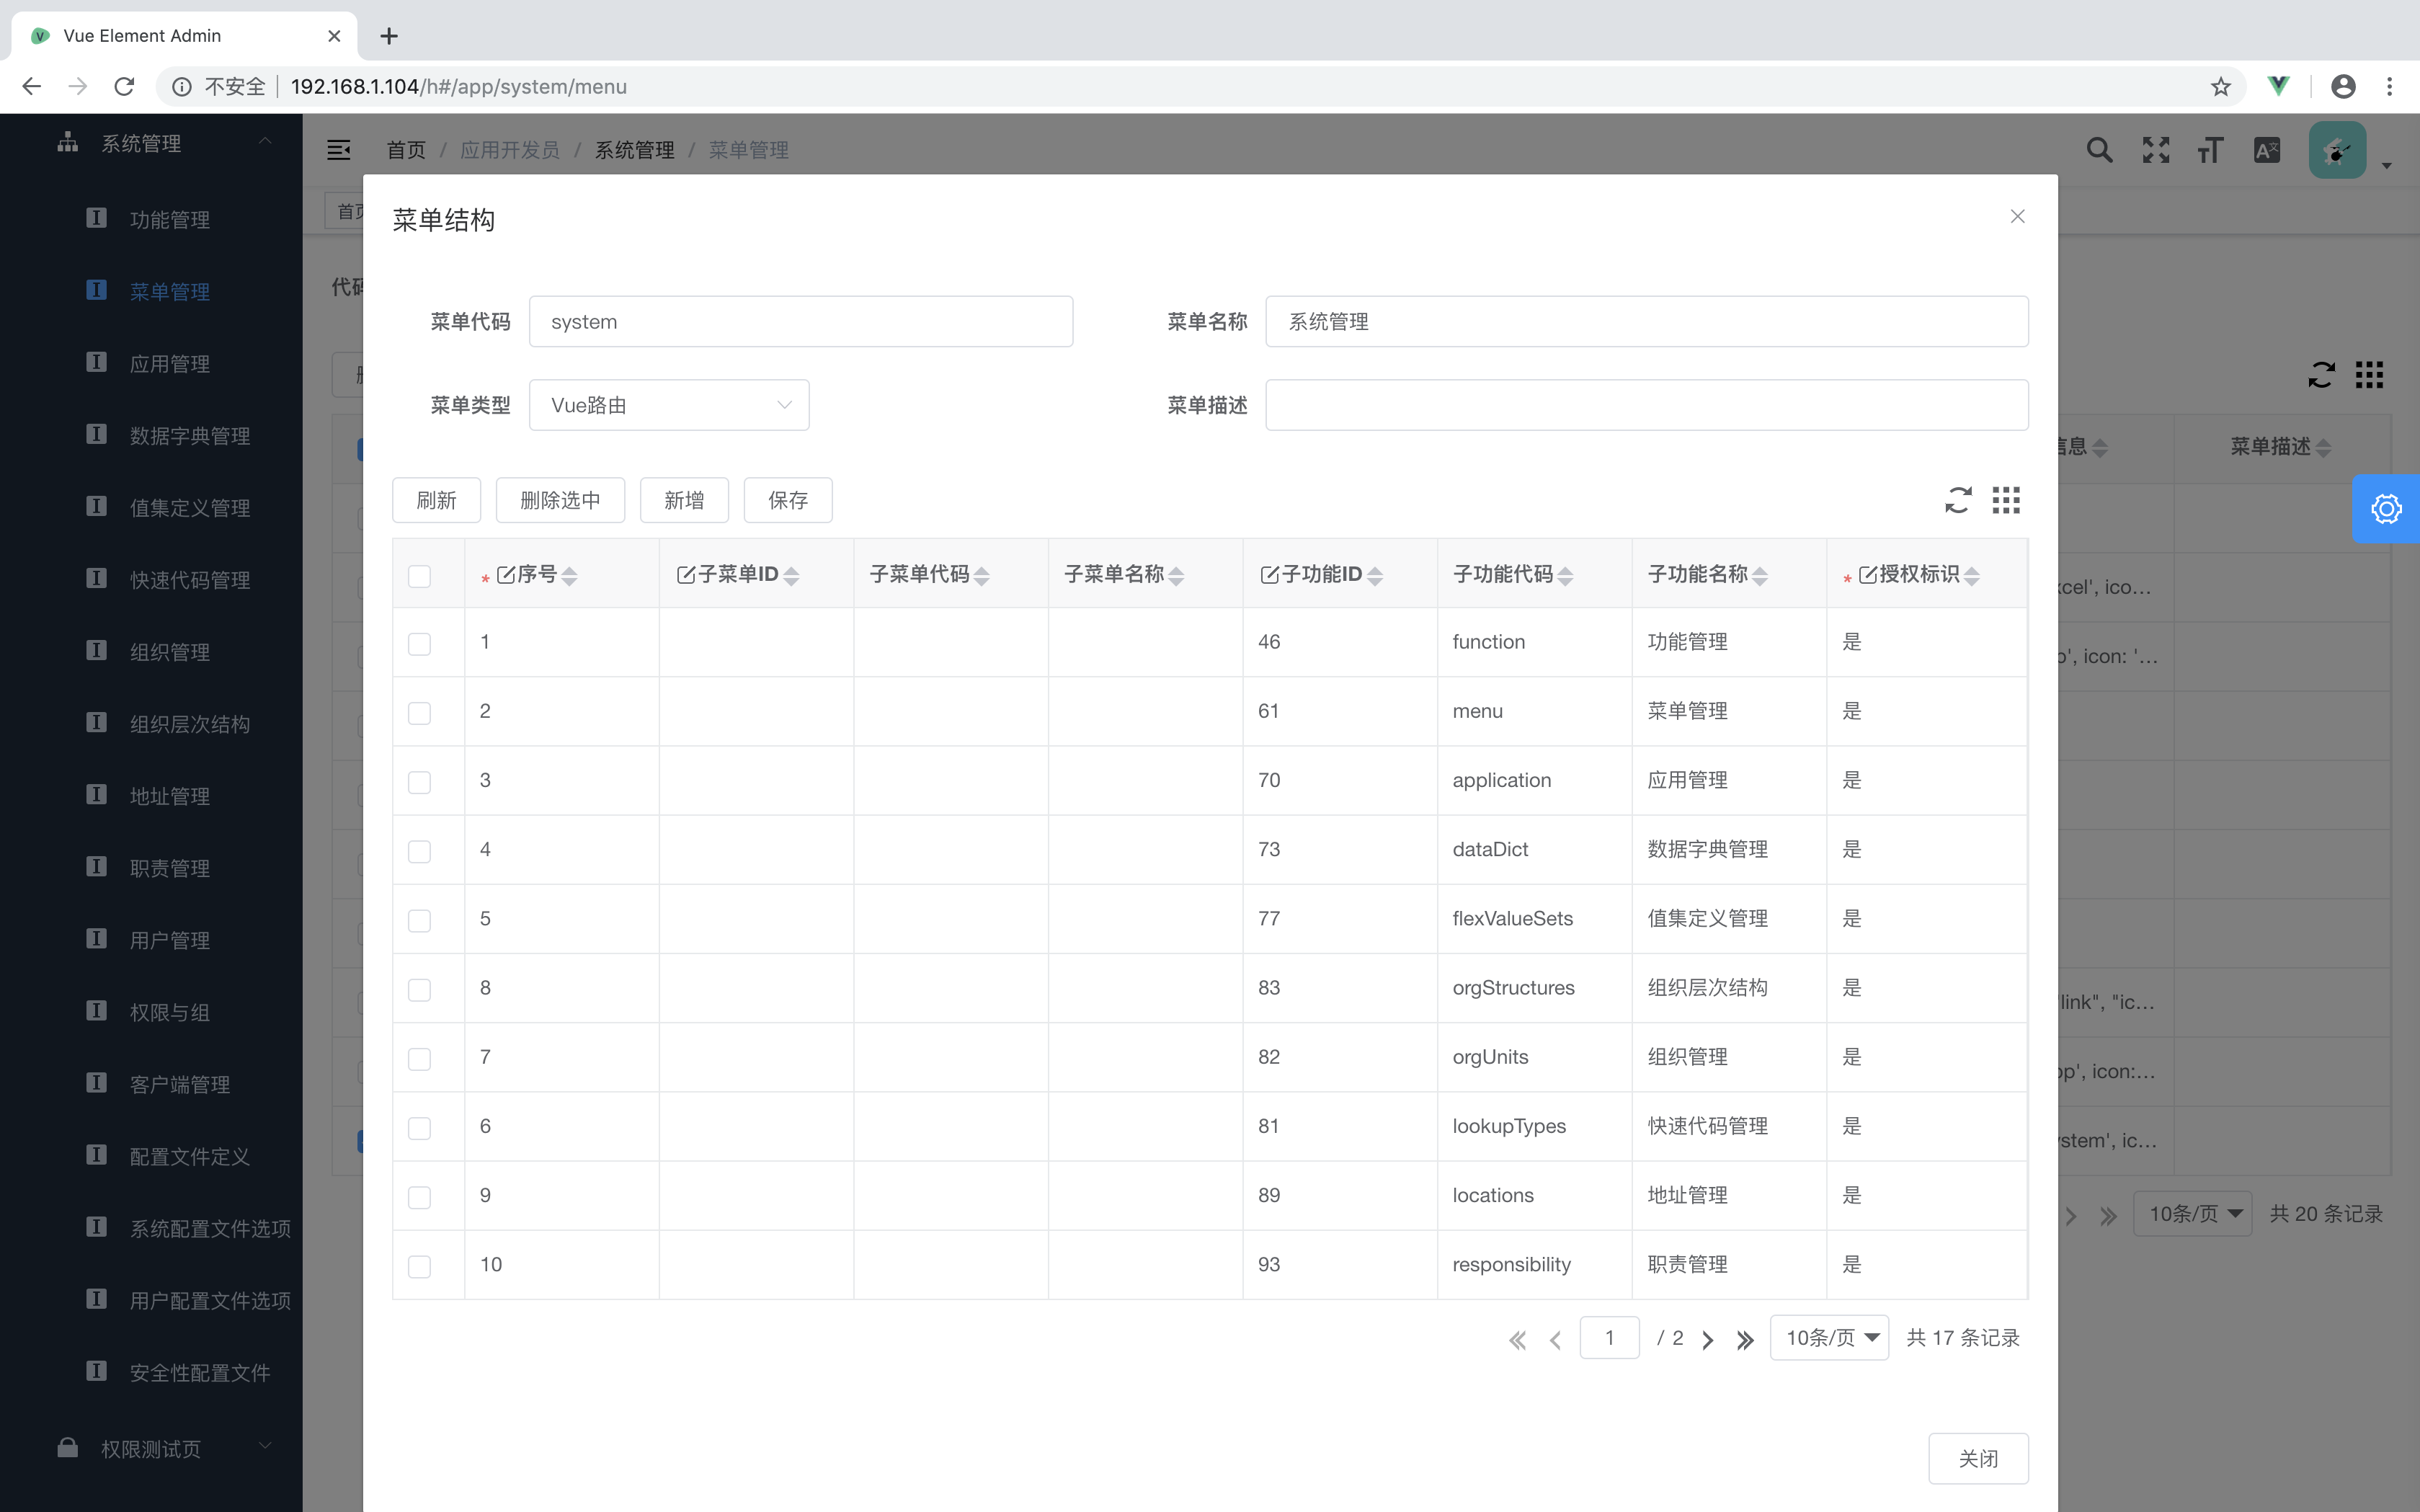 Vue Element Admin
不安全 192.168.1.104/h#/app/system/menu
系统管理
功能管理
菜单管理
应用管理
数据字典管理
值集定义管理
快速代码管理
组织管理
组织层次结构
地址管理
职责管理
用户管理
权限与组
客户端管理
配置文件定义
系统配置文件选项
用户配置文件选项
安全性配置文件
权限测试页
首页 / 应用开发员 / 系统管理 / 菜单管理
菜单结构
菜单代码 system 菜单名称 系统管理
菜单类型 Vue路由 菜单描述
刷新 删除选中 新增 保存
* 序号 子菜单ID 子菜单代码 子菜单名称 子功能ID 子功能代码 子功能名称 * 授权标识
1 46 function 功能管理 是
2 61 menu 菜单管理 是
3 70 application 应用管理 是
4 73 dataDict 数据字典管理 是
5 77 flexValueSets 值集定义管理 是
8 83 orgStructures 组织层次结构 是
7 82 orgUnits 组织管理 是
6 81 lookupTypes 快速代码管理 是
9 89 locations 地址管理 是
10 93 responsibility 职责管理 是
1 / 2 10条/页 共 17 条记录
关闭
菜单描述
cel', ico...
', icon: '...
'link", "ic...
p', icon:...
stem', ic...
10条/页 共 20 条记录